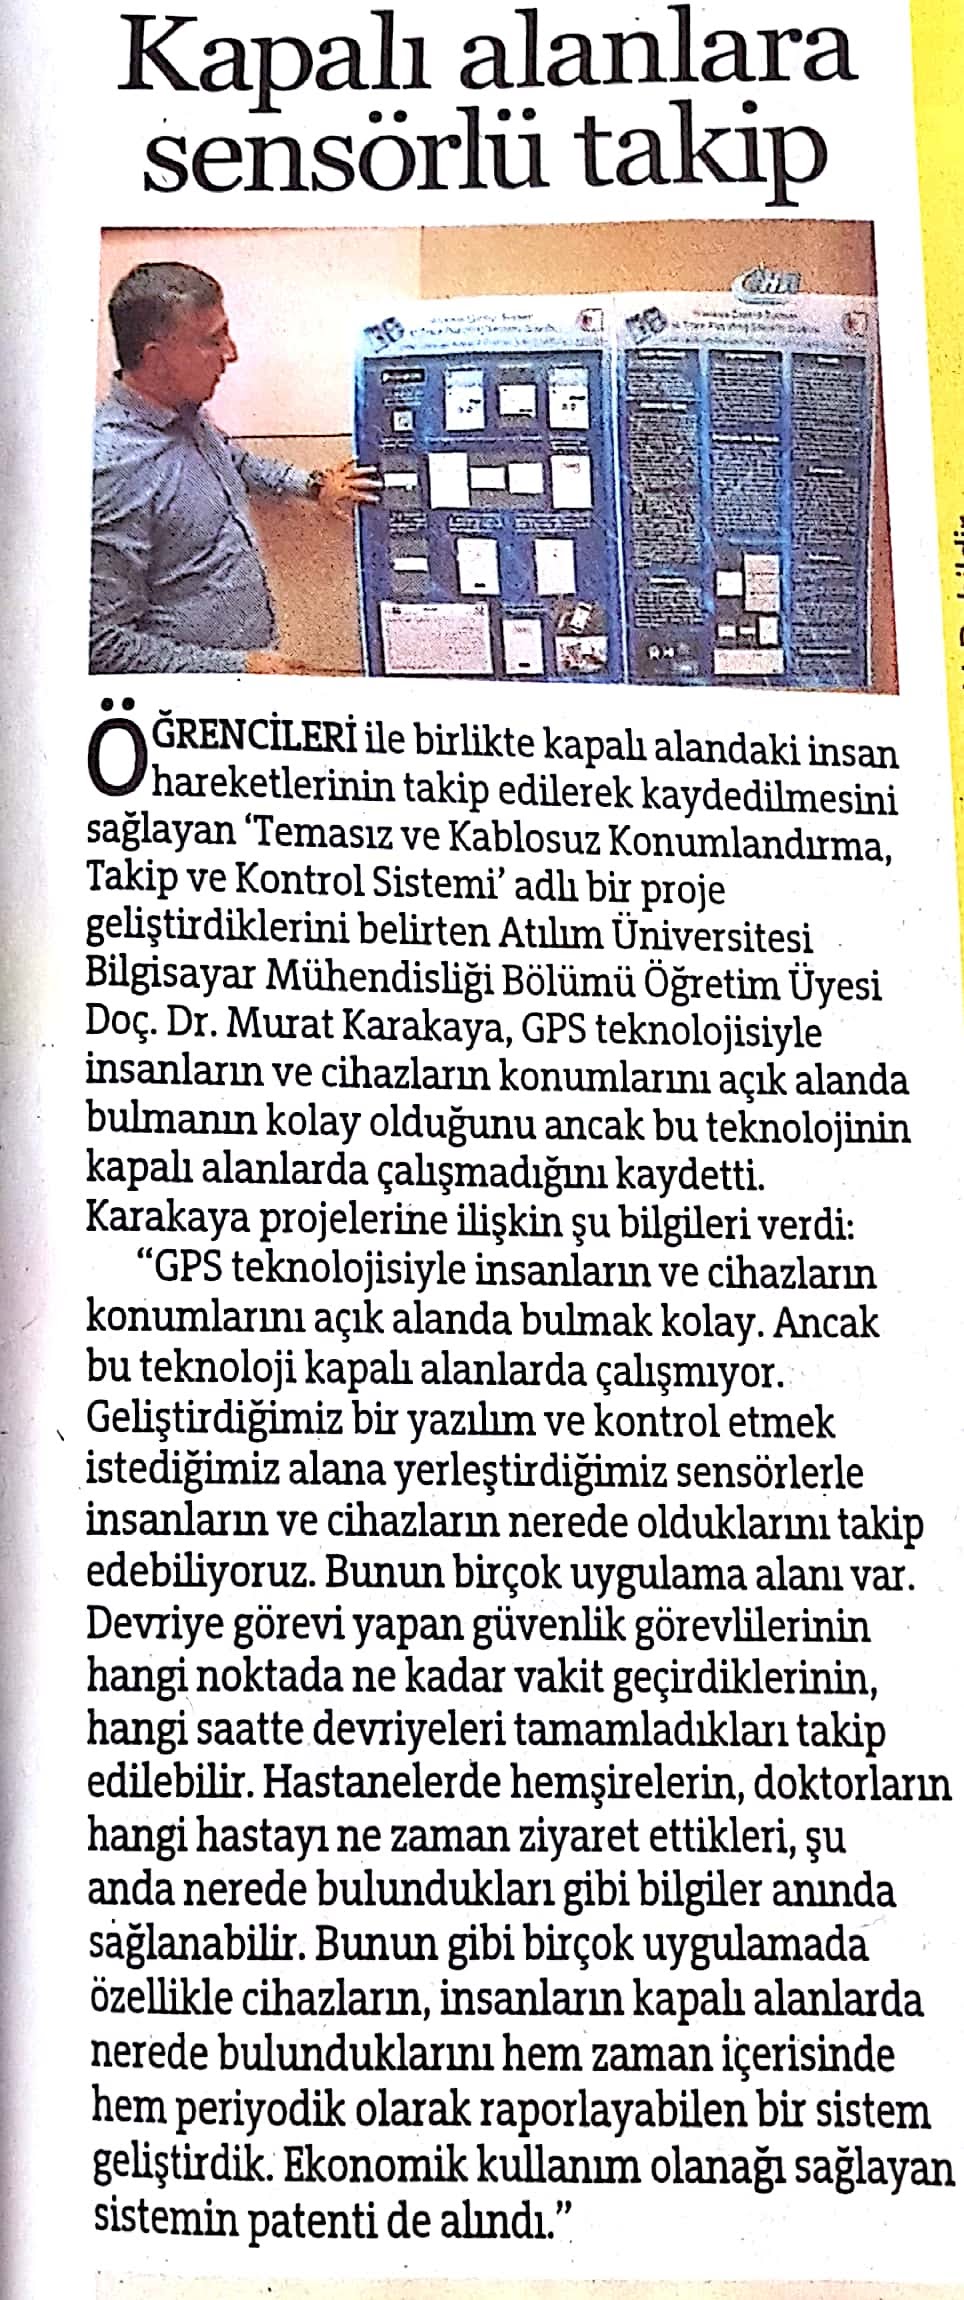 Kapalı alanlara
sensörlü takip
ÖĞRENCİLERİ ile birlikte kapalı alandaki insan
hareketlerinin takip edilerek kaydedilmesini
sağlayan ‘Temasız ve Kablosuz Konumlandırma,
Takip ve Kontrol Sistemi’ adlı bir proje
geliştirdiklerini belirten Atılım Üniversitesi
Bilgisayar Mühendisliği Bölümü Öğretim Üyesi
Doç. Dr. Murat Karakaya, GPS teknolojisiyle
insanların ve cihazların konumlarını açık alanda
bulmanın kolay olduğunu ancak bu teknolojinin
kapalı alanlarda çalışmadığını kaydetti.
Karakaya projelerine ilişkin şu bilgileri verdi:
“GPS teknolojisiyle insanların ve cihazların
konumlarını açık alanda bulmak kolay. Ancak
bu teknoloji kapalı alanlarda çalışmıyor.
Geliştirdiğimiz bir yazılım ve kontrol etmek
istediğimiz alana yerleştirdiğimiz sensörlerle
insanların ve cihazların nerede olduklarını takip
edebiliyoruz. Bunun birçok uygulama alanı var.
Devriye görevi yapan güvenlik görevlilerinin
hangi noktada ne kadar vakit geçirdiklerinin,
hangi saatte devriyeleri tamamladıkları takip
edilebilir. Hastanelerde hemşirelerin, doktorların
hangi hastayı ne zaman ziyaret ettikleri, şu
anda nerede bulundukları gibi bilgiler anında
sağlanabilir. Bunun gibi birçok uygulamada
özellikle cihazların, insanların kapalı alanlarda
nerede bulunduklarını hem zaman içerisinde
hem periyodik olarak raporlayabilen bir sistem
geliştirdik. Ekonomik kullanım olanağı sağlayan
sistemin patenti de alındı.”